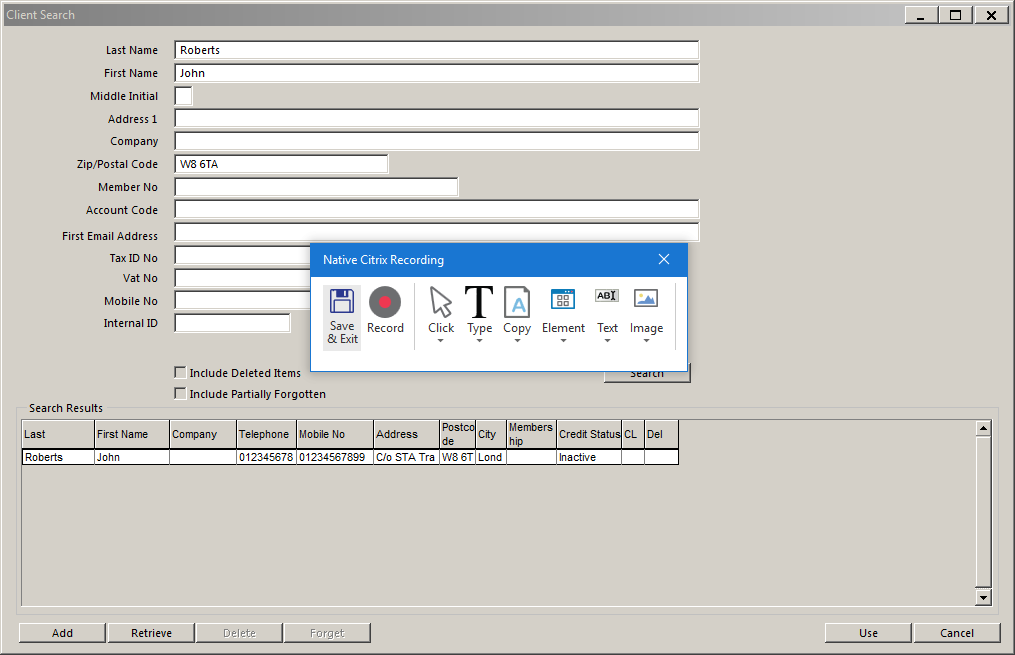 Client Search
Last Name Roberts
First Name John
Middle Initial
Address 1
Company
Zip/Postal Code W8 6TA
Member No
Account Code
First Email Address
Tax ID No
Vat No
Mobile No
Internal ID
Native Citrix Recording
Save & Exit Record Click Type Copy Element Text Image
T A ABI
Include Deleted Items
Search
Include Partially Forgotten
Search Results
Last First Name Company Telephone Mobile No Address Postcode City Membership Credit Status CL Del
Roberts John 012345678 01234567899 C/o STA Tra W8 6T Lond Inactive
Add Retrieve Delete Forget Use Cancel